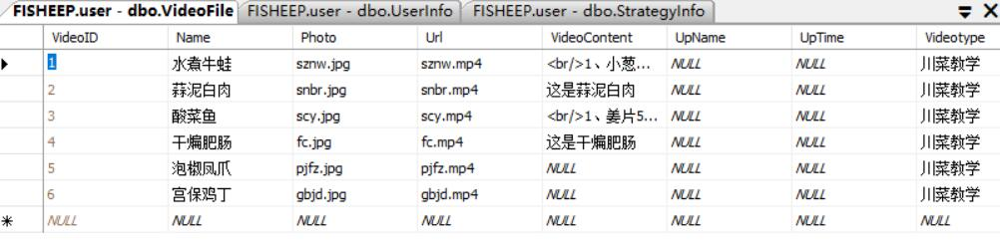 FISHEEP.user - dbo.VideoFile FISHEEP.user - dbo.UserInfo FISHEEP.user - dbo.StrategyInfo
VideoID Name Photo Url VideoContent UpName UpTime Videotype
1 水煮牛蛙 sznw.jpg sznw.mp4 <br/>1、小葱... NULL NULL 川菜教学
2 蒜泥白肉 snbr.jpg snbr.mp4 这是蒜泥白肉 NULL NULL 川菜教学
3 酸菜鱼 scy.jpg scy.mp4 <br/>1、姜片5... NULL NULL 川菜教学
4 干煸肥肠 fc.jpg fc.mp4 这是干煸肥肠 NULL NULL 川菜教学
5 泡椒凤爪 pjfz.jpg pjfz.mp4 NULL NULL NULL 川菜教学
6 宫保鸡丁 gbjd.jpg gbjd.mp4 NULL NULL NULL 川菜教学
NULL NULL NULL NULL NULL NULL NULL NULL